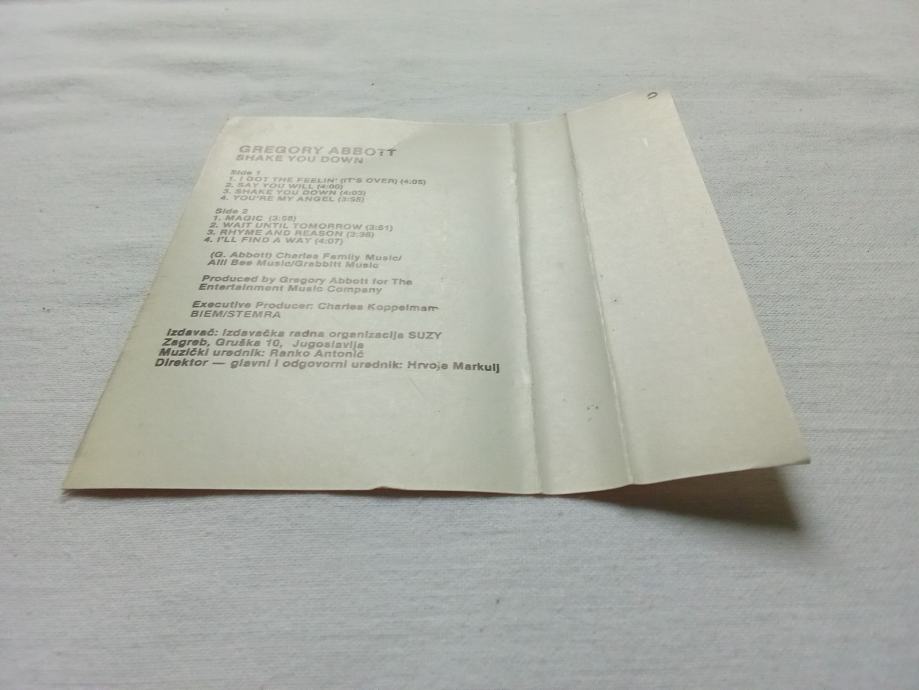 GREGORY ABBOTT
SHAKE YOU DOWN
Side 1
1. I GOT THE FEELIN' (IT'S OVER) (4:05)
2. SAY YOU WILL (4:00)
3. SHAKE YOU DOWN (4:03)
4. YOU'RE MY ANGEL (3:58)
Side 2
1. MAGIC (3:58)
2. WAIT UNTIL TOMORROW (3:51)
3. RHYME AND REASON (3:38)
4. I'LL FIND A WAY (4:07)
(G. Abbott) Charles Family Music/
Alli Bee Music/Grabbitt Music
Produced by Gregory Abbott for The
Entertainment Music Company
Executive Producer: Charles Koppelman
BIEM/STEMRA
Izdavač: Izdavačka radna organizacija SUZY
Zagreb, Gruška 10, Jugoslavija
Muzički urednik: Ranko Antonić
Direktor — glavni i odgovorni urednik: Hrvoje Markulj